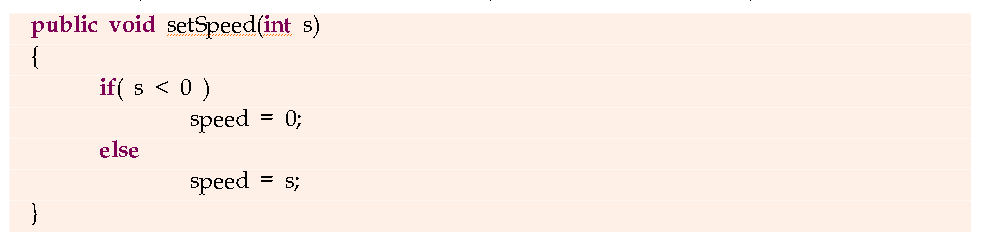 public void setSpeed(int s)
{
if( s < 0 )
speed = 0;
else
speed = s;
}